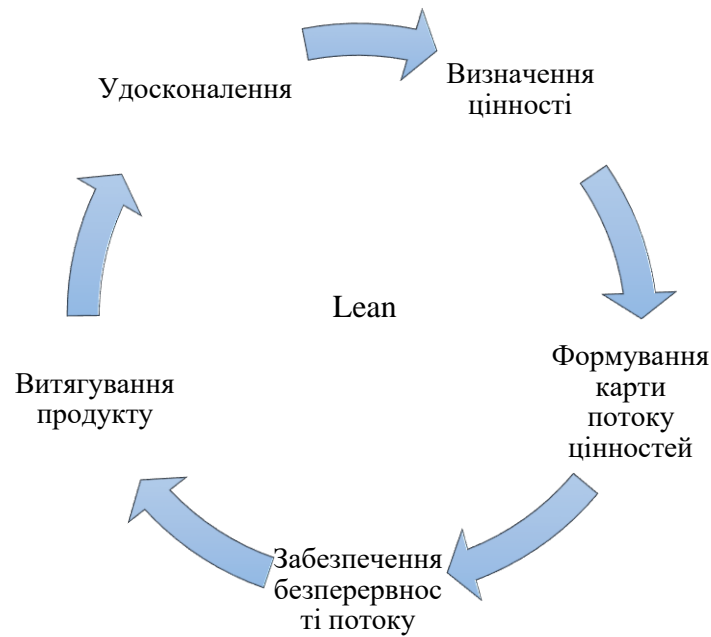 Удосконалення
Визначення
цінності
Lean
Формування
карти
потоку
цінностей
Витягування
продукту
Забезпечення
безперервнос
ті потоку